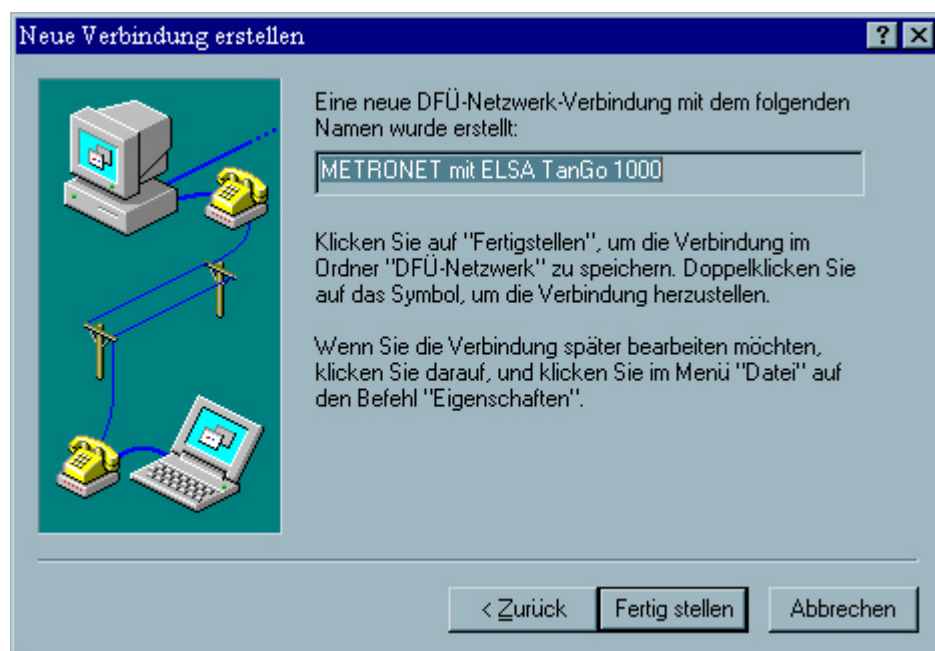 Neue Verbindung erstellen
Eine neue DFÜ-Netzwerk-Verbindung mit dem folgenden
Namen wurde erstellt:
METRONET mit ELSA TanGo 1000
Klicken Sie auf "Fertigstellen", um die Verbindung im
Ordner "DFÜ-Netzwerk" zu speichern. Doppelklicken Sie
auf das Symbol, um die Verbindung herzustellen.
Wenn Sie die Verbindung später bearbeiten möchten,
klicken Sie darauf, und klicken Sie im Menü "Datei" auf
den Befehl "Eigenschaften".
< Zurück Fertig stellen Abbrechen